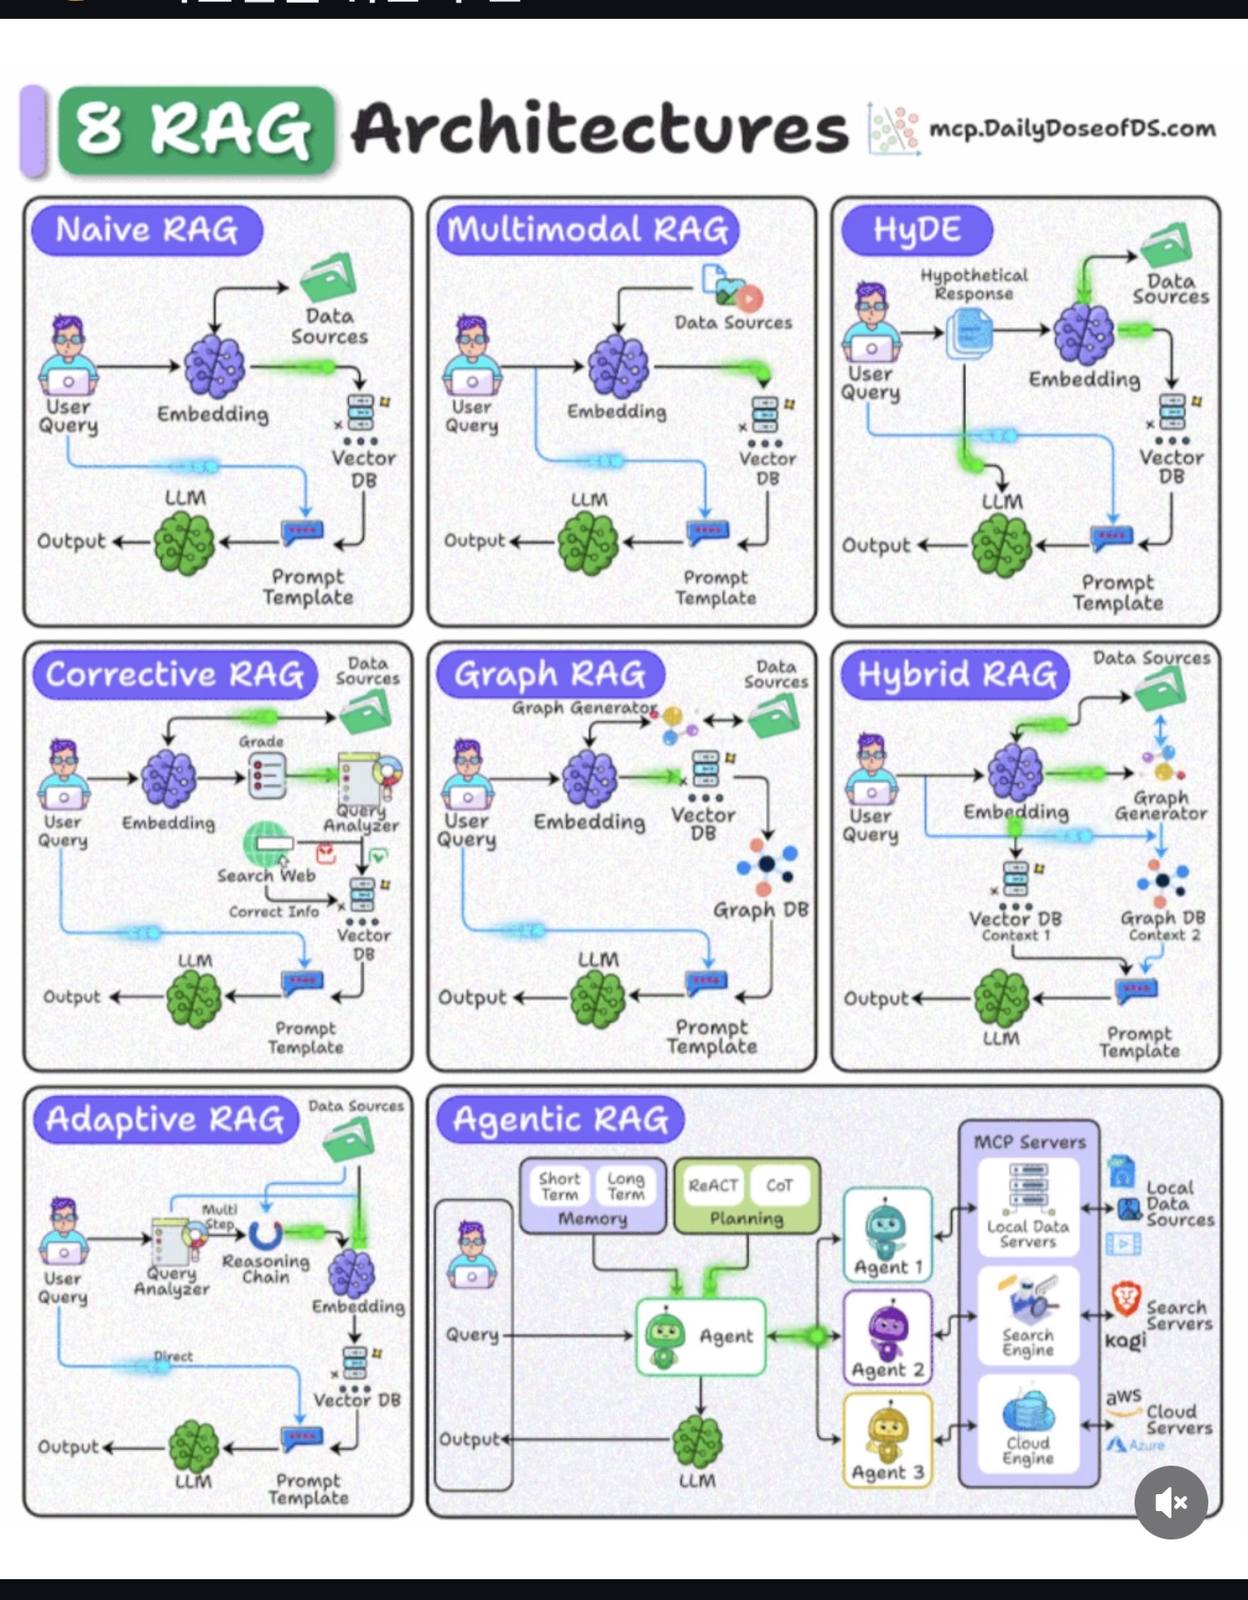 8 RAG Architectures
mcp.DailyDoseofDS.com
Naive RAG
Data
Sources
User
Query
Embedding
Vector
DB
LLM
Output
Prompt
Template
Multimodal RAG
Data Sources
User
Query
Embedding
Vector
DB
LLM
Output
Prompt
Template
HyDE
Hypothetical
Response
Data
Sources
User
Query
Embedding
Vector
DB
LLM
Output
Prompt
Template
Corrective RAG
Data
Sources
Grade
User
Query
Embedding
Query
Analyzer
Search Web
Correct Info
Vector
DB
LLM
Output
Prompt
Template
Graph RAG
Data
Sources
Graph Generator
User
Query
Embedding
Vector
DB
Graph DB
LLM
Output
Prompt
Template
Hybrid RAG
Data Sources
User
Query
Embedding
Graph
Generator
Vector DB
Context 1
Graph DB
Context 2
Output
LLM
Prompt
Template
Adaptive RAG
Data Sources
Multi
Step
User
Query
Query
Analyzer
Reasoning
Chain
Embedding
Direct
Vector DB
Output
LLM
Prompt
Template
Agentic RAG
Short
Term
Long
Term
Memory
ReACT
CoT
Planning
Query
Agent
Output
LLM
Agent 1
Agent 2
Agent 3
MCP Servers
Local Data
Servers
Search
Engine
Cloud
Engine
Local
Data
Sources
Search
Servers
kagi
aws
Cloud
Servers
Azure